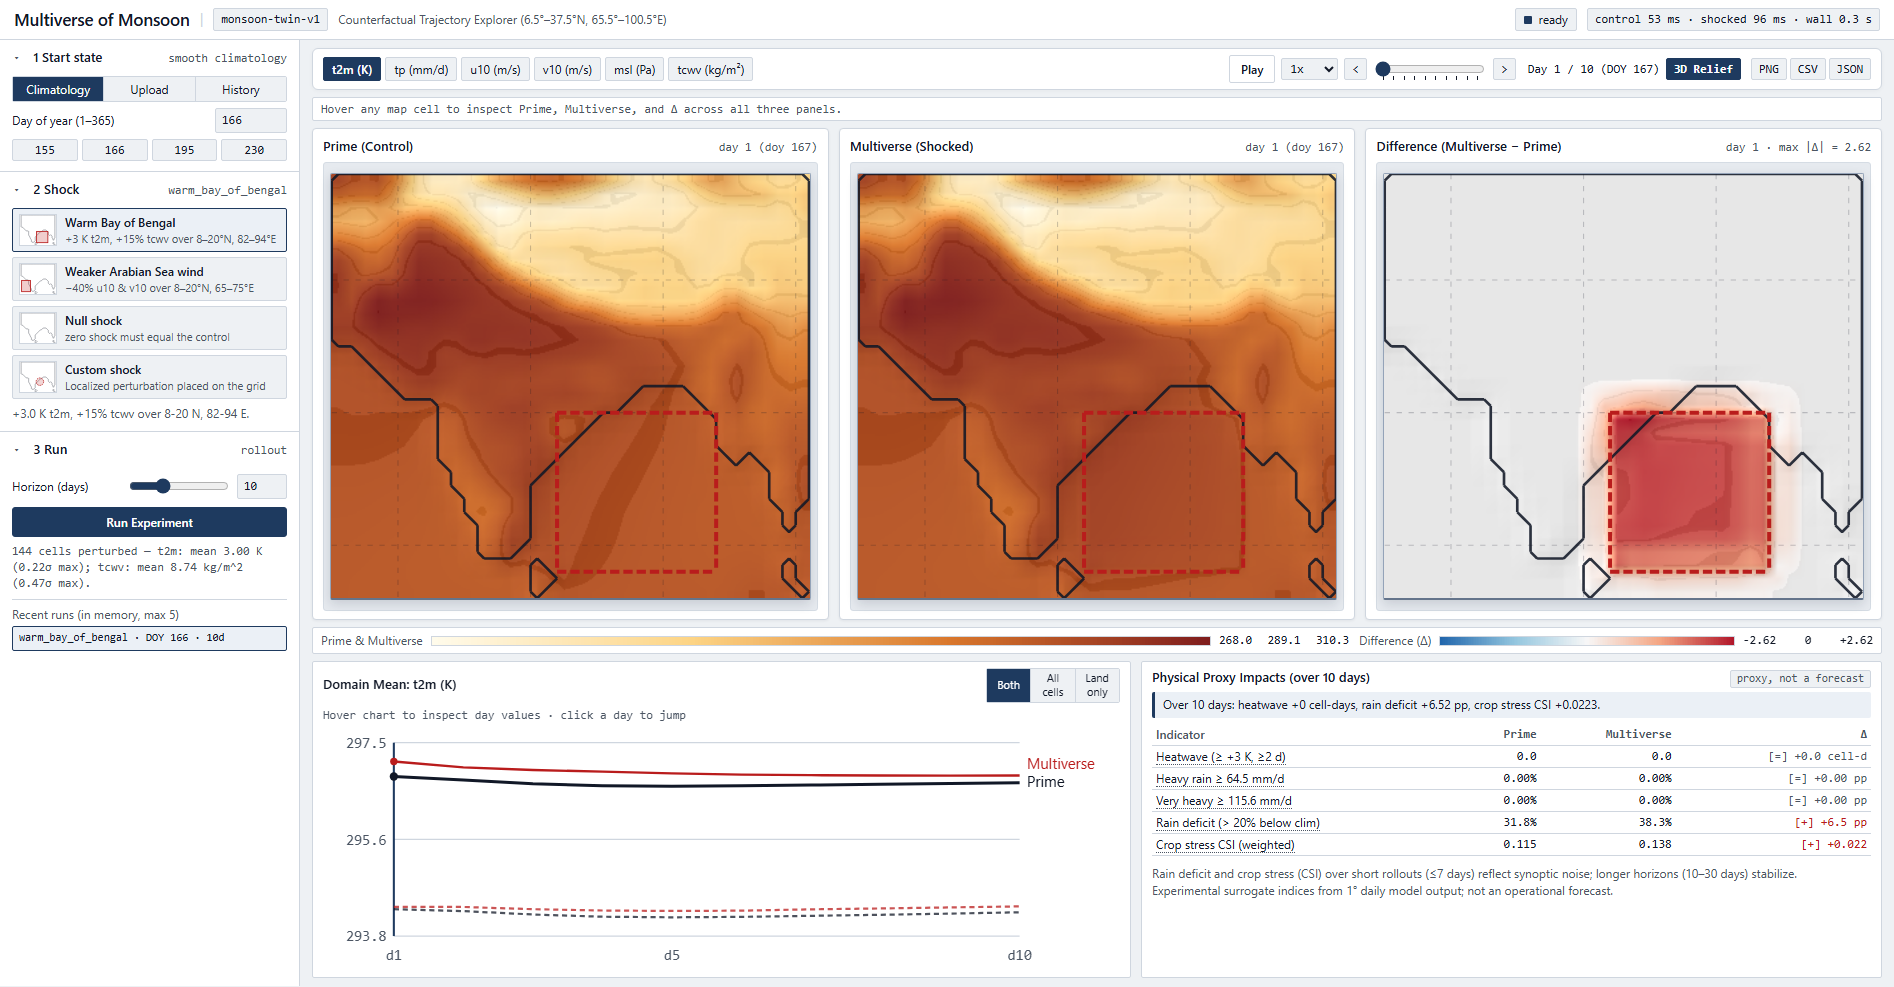 Multiverse of Monsoon
monsoon-twin-v1
Counterfactual Trajectory Explorer (6.5°–37.5°N, 65.5°–100.5°E)
ready
control 53 ms · shocked 96 ms · wall 0.3 s
1 Start state
smooth climatology
Climatology
Upload
History
Day of year (1–365)
166
155
166
195
230
2 Shock
warm_bay_of_bengal
Warm Bay of Bengal
+3 K t2m, +15% tcwv over 8–20°N, 82–94°E
Weaker Arabian Sea wind
−40% u10 & v10 over 8–20°N, 65–75°E
Null shock
zero shock must equal the control
Custom shock
Localized perturbation placed on the grid
+3.0 K t2m, +15% tcwv over 8-20 N, 82-94 E.
3 Run
rollout
Horizon (days)
10
Run Experiment
144 cells perturbed — t2m: mean 3.00 K
(0.22σ max); tcwv: mean 8.74 kg/m^2
(0.47σ max).
Recent runs (in memory, max 5)
warm_bay_of_bengal · DOY 166 · 10d
t2m (K)
tp (mm/d)
u10 (m/s)
v10 (m/s)
msl (Pa)
tcwv (kg/m²)
Play
1x
<
>
Day 1 / 10 (DOY 167)
3D Relief
PNG
CSV
JSON
Hover any map cell to inspect Prime, Multiverse, and Δ across all three panels.
Prime (Control)
day 1 (doy 167)
Multiverse (Shocked)
day 1 (doy 167)
Difference (Multiverse − Prime)
day 1 · max |Δ| = 2.62
Prime & Multiverse
268.0 289.1 310.3
Difference (Δ)
-2.62 0 +2.62
Domain Mean: t2m (K)
Both
All cells
Land only
Hover chart to inspect day values · click a day to jump
297.5
295.6
293.8
d1
d5
d10
Multiverse
Prime
Physical Proxy Impacts (over 10 days)
proxy, not a forecast
Over 10 days: heatwave +0 cell-days, rain deficit +6.52 pp, crop stress CSI +0.0223.
Indicator Prime Multiverse Δ
Heatwave (≥ +3 K, ≥2 d) 0.0 0.0 [=] +0.0 cell-d
Heavy rain ≥ 64.5 mm/d 0.00% 0.00% [=] +0.00 pp
Very heavy ≥ 115.6 mm/d 0.00% 0.00% [=] +0.00 pp
Rain deficit (> 20% below clim) 31.8% 38.3% [+] +6.5 pp
Crop stress CSI (weighted) 0.115 0.138 [+] +0.022
Rain deficit and crop stress (CSI) over short rollouts (≤7 days) reflect synoptic noise; longer horizons (10–30 days) stabilize.
Experimental surrogate indices from 1° daily model output; not an operational forecast.